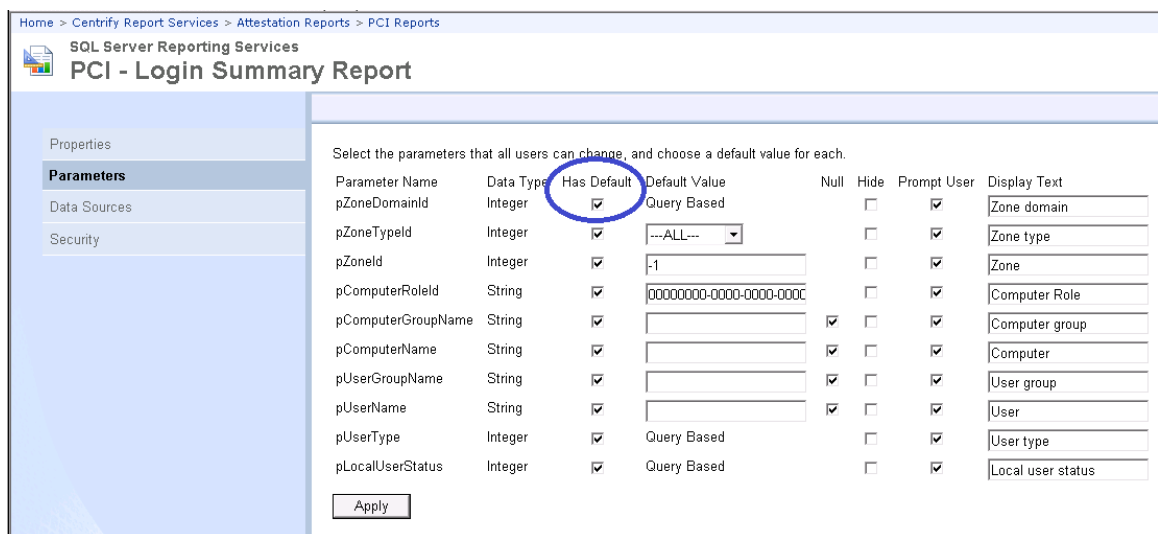 Home > Centrify Report Services > Attestation Reports > PCI Reports
SQL Server Reporting Services
PCI - Login Summary Report
Properties
Parameters
Data Sources
Security
Select the parameters that all users can change, and choose a default value for each.
Parameter Name Data Type Has Default Default Value Null Hide Prompt User Display Text
pZoneDomainId Integer Query Based Zone domain
pZoneTypeId Integer ---ALL--- Zone type
pZoneId Integer -1 Zone
pComputerRoleId String 00000000-0000-0000-0000 Computer Role
pComputerGroupName String Computer group
pComputerName String Computer
pUserGroupName String User group
pUserName String User
pUserType Integer Query Based User type
pLocalUserStatus Integer Query Based Local user status
Apply